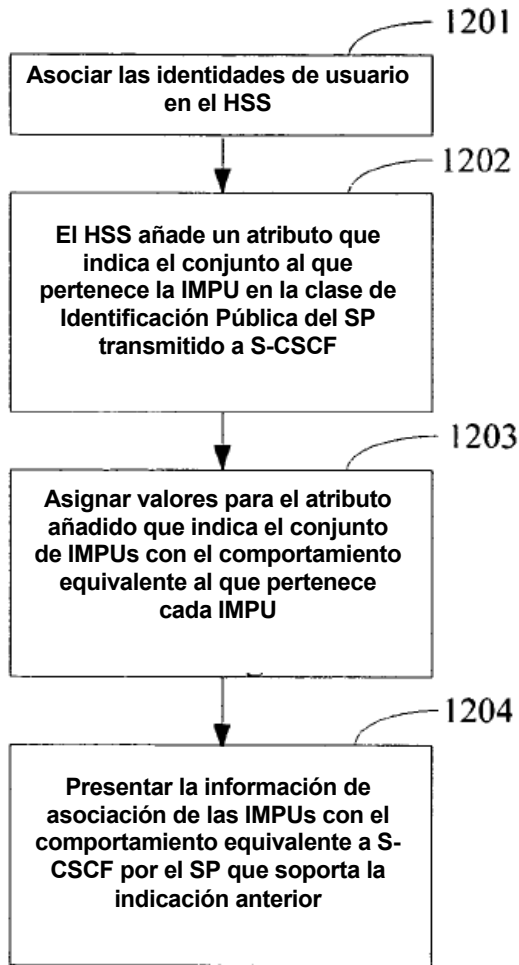 1201
Asociar las identidades de usuario
en el HSS
1202
El HSS añade un atributo que
indica el conjunto al que
pertenece la IMPU en la clase de
Identificación Pública del SP
transmitido a S-CSCF
1203
Asignar valores para el atributo
añadido que indica el conjunto
de IMPUs con el comportamiento
equivalente al que pertenece
cada IMPU
1204
Presentar la información de
asociación de las IMPUs con el
comportamiento equivalente a S-
CSCF por el SP que soporta la
indicación anterior